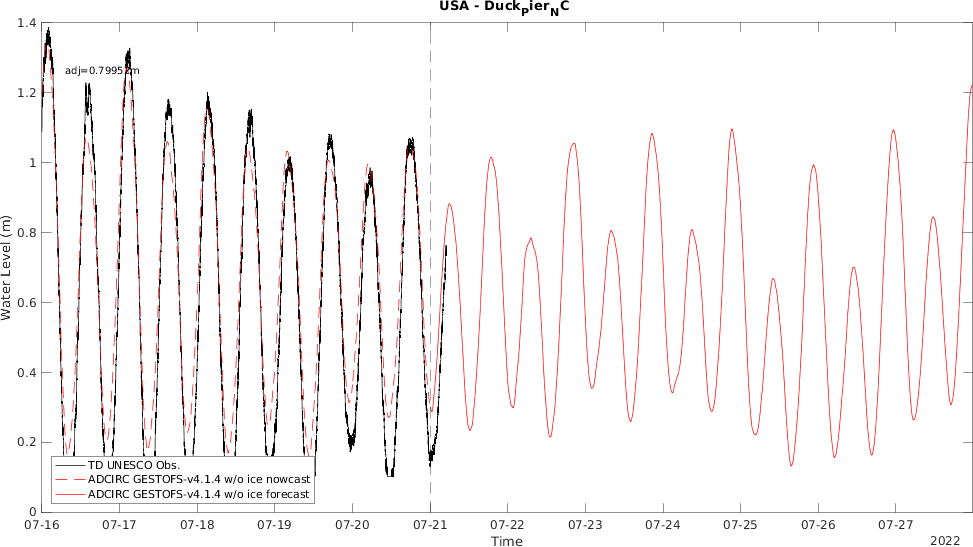 USA - DuckPierNC
adj=0.79957m
Water Level (m)
1.4
1.2
1
0.8
0.6
0.4
0.2
0
TD UNESCO Obs.
ADCIRC GESTOFS-v4.1.4 w/o ice nowcast
ADCIRC GESTOFS-v4.1.4 w/o ice forecast
07-16 07-17 07-18 07-19 07-20 07-21 07-22 07-23 07-24 07-25 07-26 07-27
Time
2022